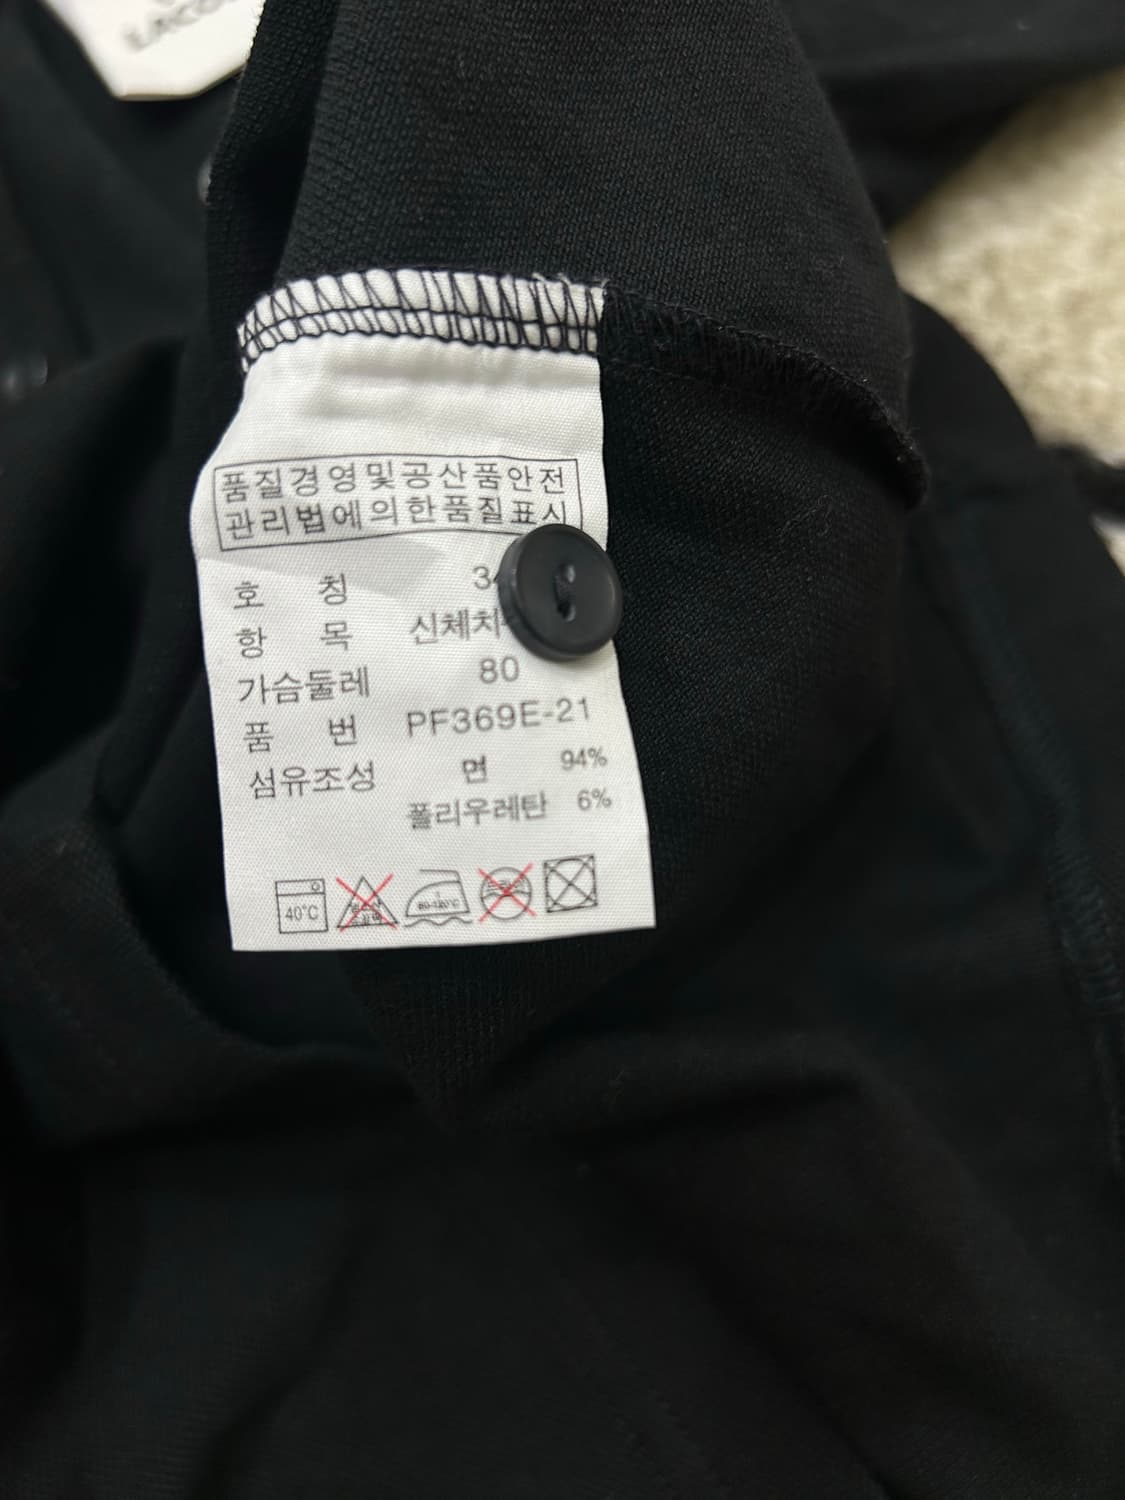 품질경영및공산품안전
관리법에의한품질표시
호 칭
항 목
가슴둘레 80
품 번 PF369E-21
섬유조성 면 94%
폴리우레탄 6%
40℃ 80-120℃